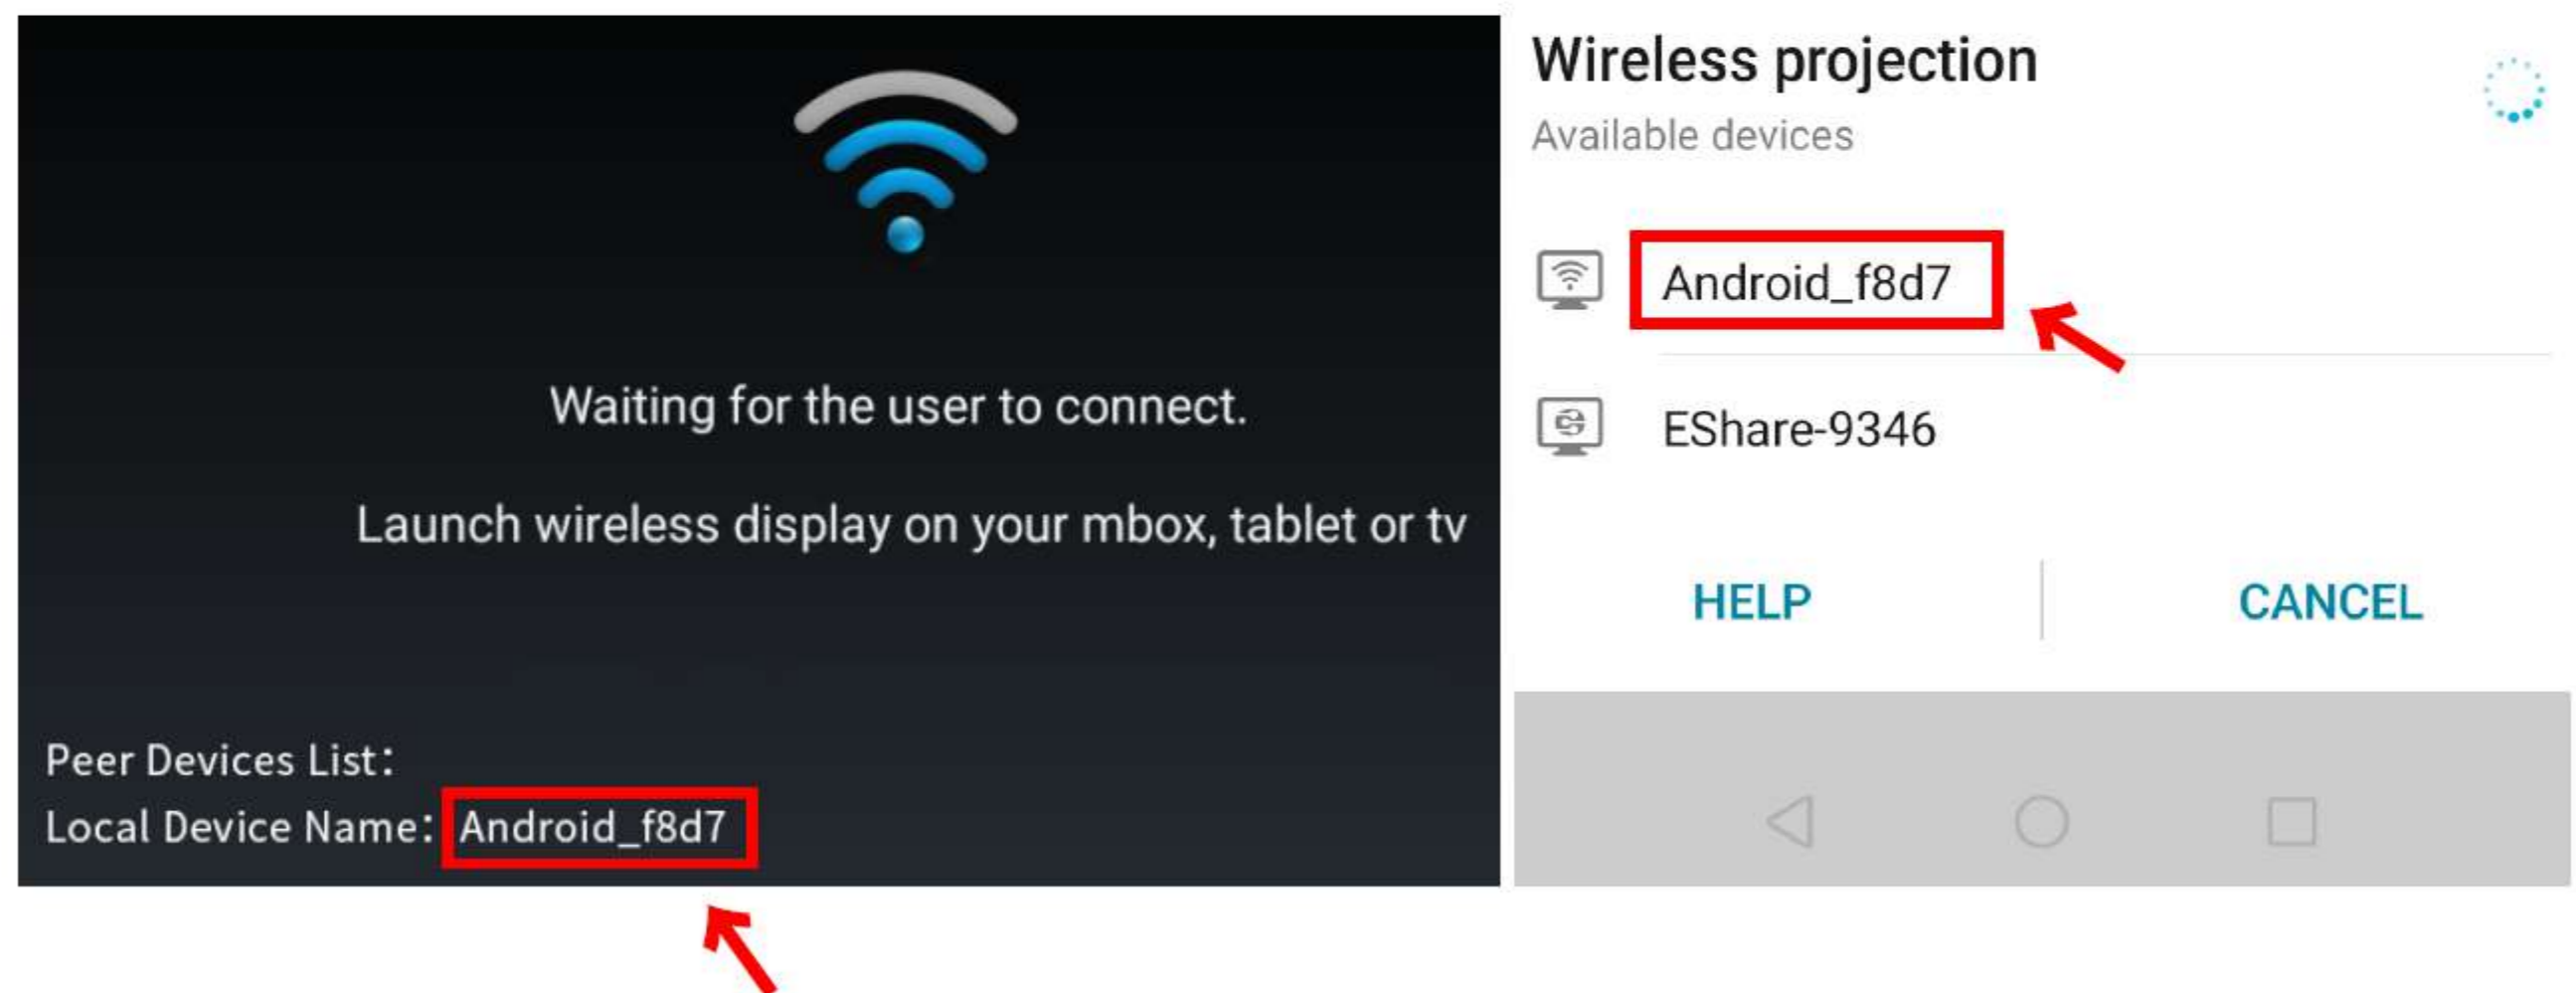 Waiting for the user to connect.
Launch wireless display on your mbox, tablet or tv
Peer Devices List:
Local Device Name: Android_f8d7
Wireless projection
Available devices
Android_f8d7
EShare-9346
HELP
CANCEL